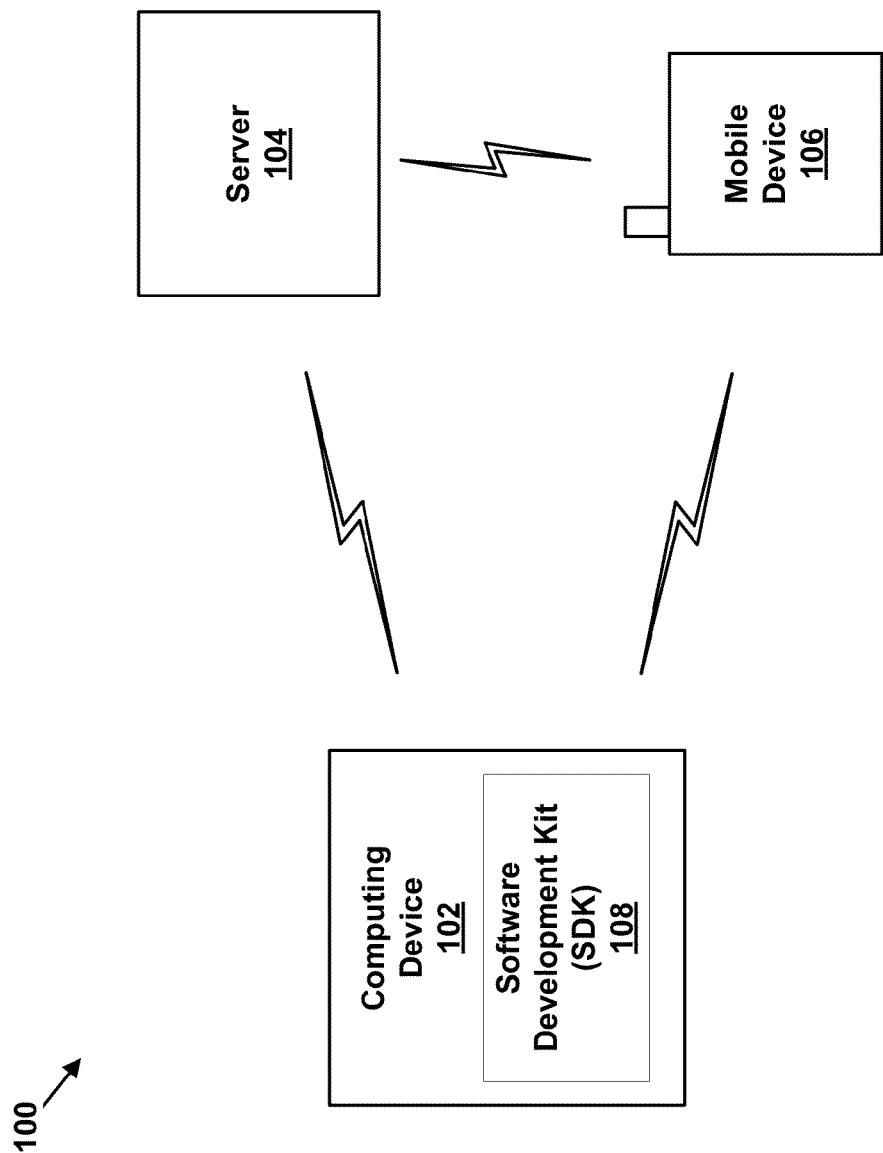 100
Computing
Device
102
Software
Development Kit
(SDK)
108
Server
104
Mobile
Device
106